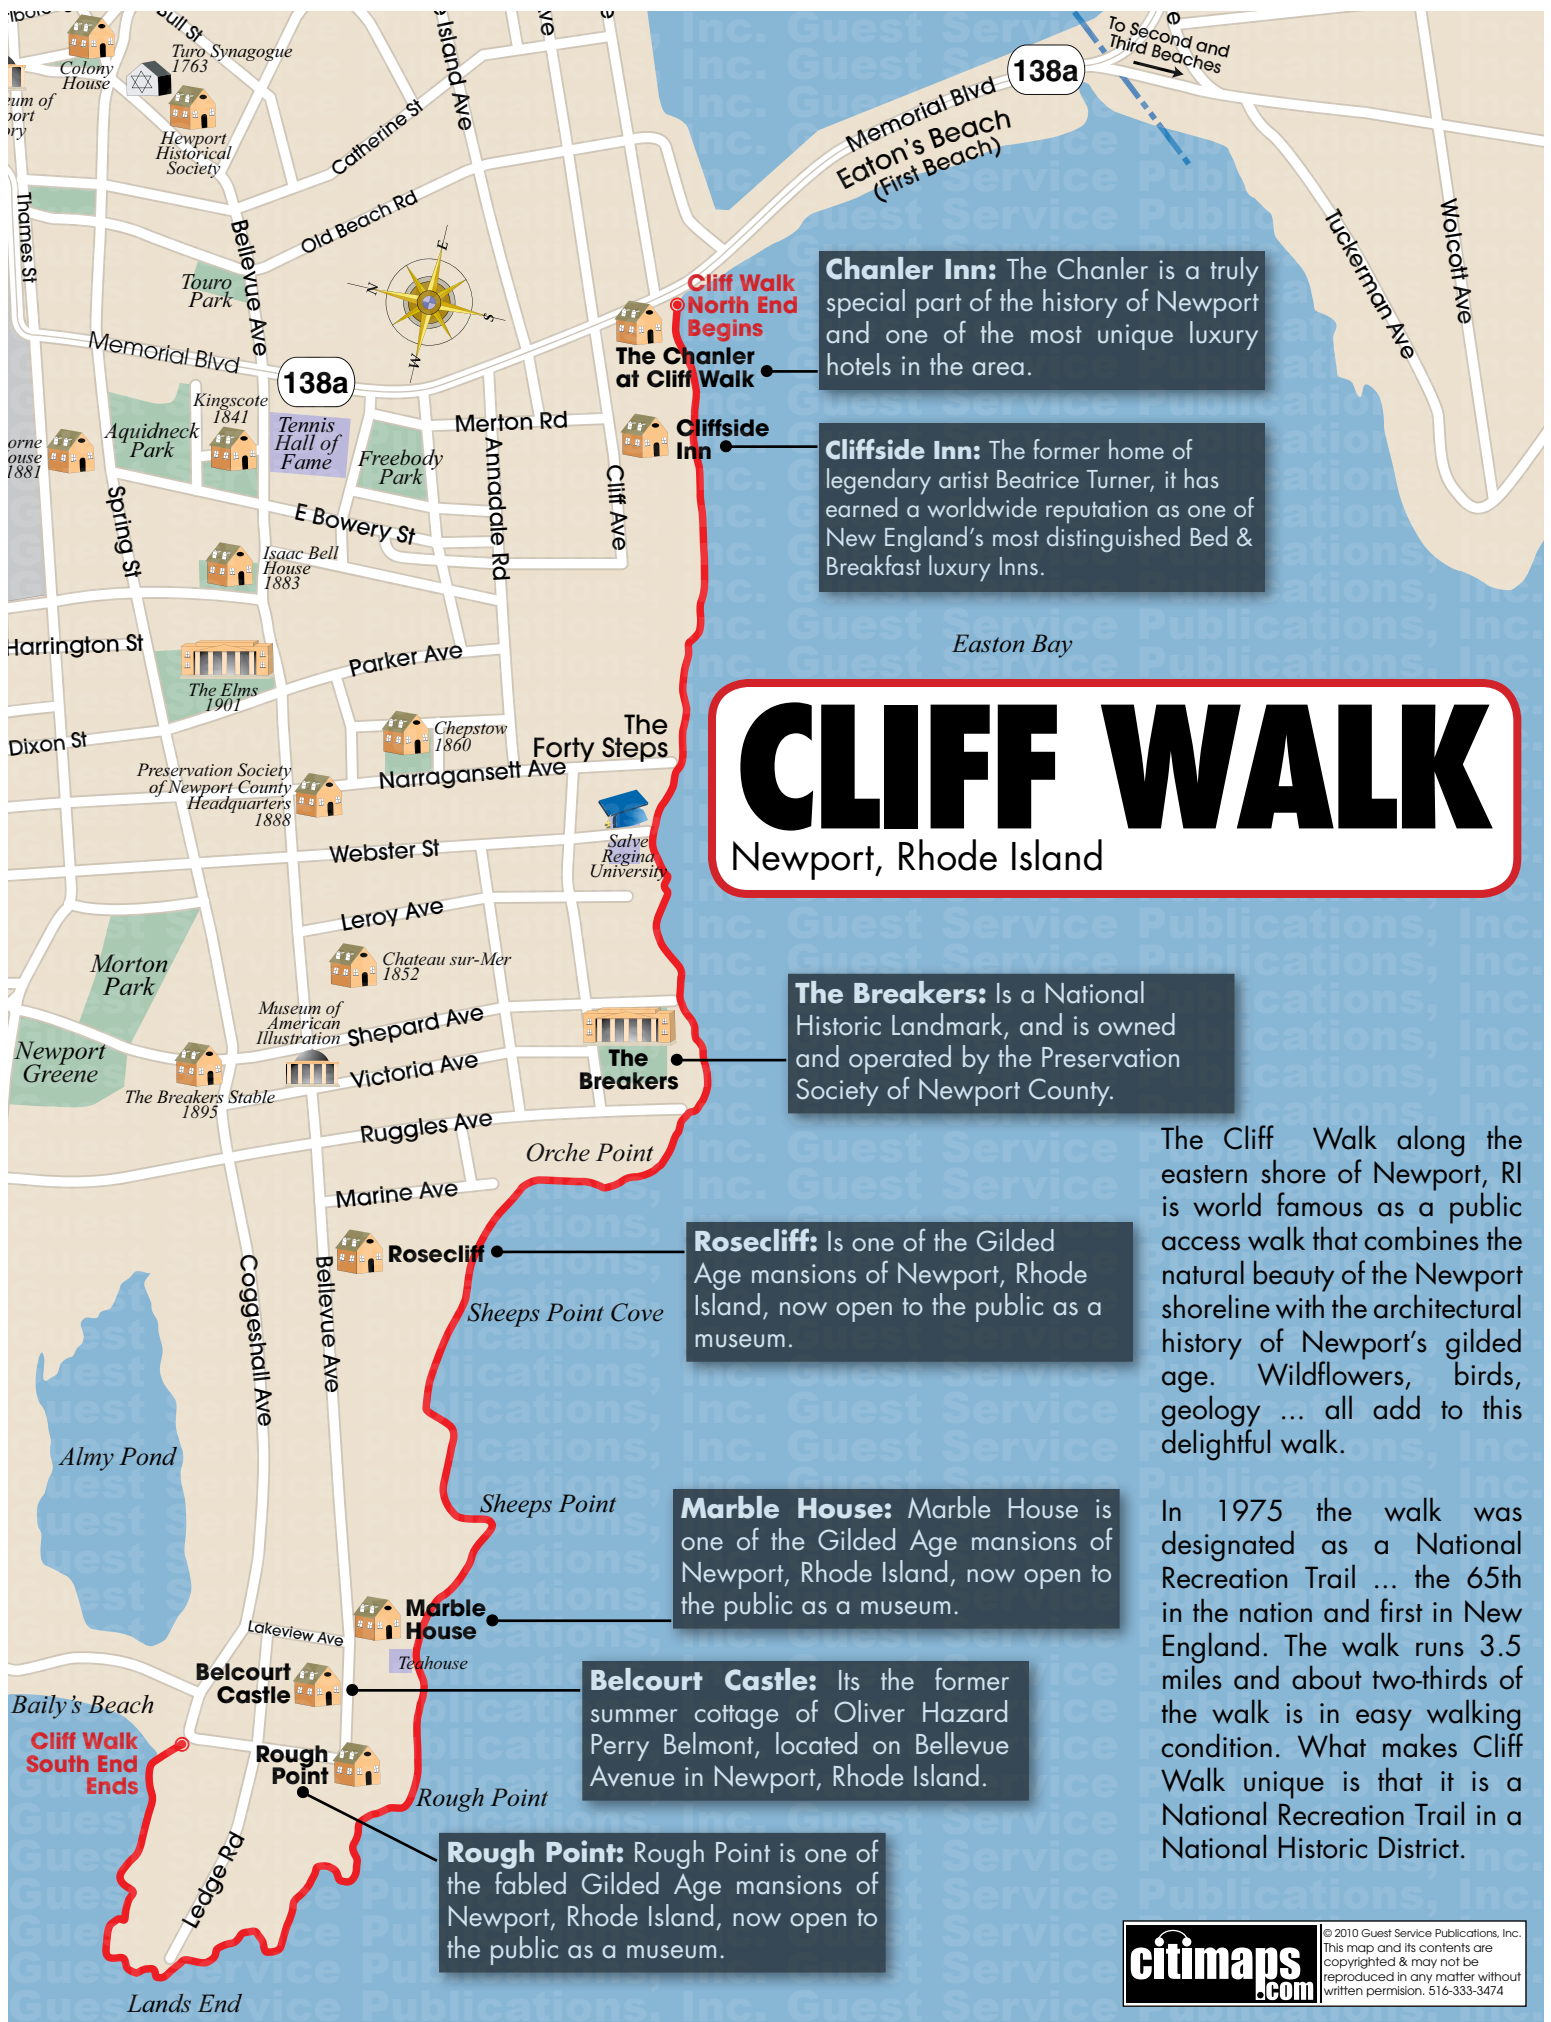 Bull St
Turo Synagogue
1763
Colony
House
Hewport
Historical
Society
Catherine St
Island Ave
To Second and
Third Beaches
138a
Memorial Blvd
Eaton's Beach
(First Beach)
Thames St
Bellevue Ave
Old Beach Rd
Touro
Park
N
E
S
W
Tuckerman Ave
Wolcott Ave
Cliff Walk
North End
Begins
The Chanler
at Cliff Walk
Chanler Inn: The Chanler is a truly
special part of the history of Newport
and one of the most unique luxury
hotels in the area.
Memorial Blvd
138a
Kingscote
1841
Aquidneck
Park
Tennis
Hall of
Fame
Freebody
Park
Merton Rd
Annadale Rd
Cliff Ave
Cliffside
Inn
Cliffside Inn: The former home of
legendary artist Beatrice Turner, it has
earned a worldwide reputation as one of
New England's most distinguished Bed &
Breakfast luxury Inns.
orne
ouse
1881
Spring St
E Bowery St
Isaac Bell
House
1883
Harrington St
The Elms
1901
Parker Ave
Easton Bay
CLIFF WALK
Newport, Rhode Island
Dixon St
Chepstow
1860
The
Forty Steps
Narragansett Ave
Preservation Society
of Newport County
Headquarters
1888
Webster St
Salve
Regina
University
Leroy Ave
Chateau sur-Mer
1852
Morton
Park
Museum of
American
Illustration
Shepard Ave
Newport
Greene
The Breakers Stable
1895
Victoria Ave
The
Breakers
The Breakers: Is a National
Historic Landmark, and is owned
and operated by the Preservation
Society of Newport County.
Ruggles Ave
Orche Point
Marine Ave
Rosecliff
Rosecliff: Is one of the Gilded
Age mansions of Newport, Rhode
Island, now open to the public as a
museum.
Coggeshall Ave
Bellevue Ave
Sheeps Point Cove
Almy Pond
Sheeps Point
Marble House: Marble House is
one of the Gilded Age mansions of
Newport, Rhode Island, now open to
the public as a museum.
Marble
House
Lakeview Ave
Teahouse
Belcourt
Castle
Belcourt Castle: Its the former
summer cottage of Oliver Hazard
Perry Belmont, located on Bellevue
Avenue in Newport, Rhode Island.
Baily's Beach
Cliff Walk
South End
Ends
Rough
Point
Rough Point
Rough Point: Rough Point is one of
the fabled Gilded Age mansions of
Newport, Rhode Island, now open to
the public as a museum.
Ledge Rd
Lands End
The Cliff Walk along the
eastern shore of Newport, RI
is world famous as a public
access walk that combines the
natural beauty of the Newport
shoreline with the architectural
history of Newport's gilded
age. Wildflowers, birds,
geology ... all add to this
delightful walk.
In 1975 the walk was
designated as a National
Recreation Trail ... the 65th
in the nation and first in New
England. The walk runs 3.5
miles and about two-thirds of
the walk is in easy walking
condition. What makes Cliff
Walk unique is that it is a
National Recreation Trail in a
National Historic District.
citimaps
.com
© 2010 Guest Service Publications, Inc.
This map and its contents are
copyrighted & may not be
reproduced in any matter without
written permision. 516-333-3474